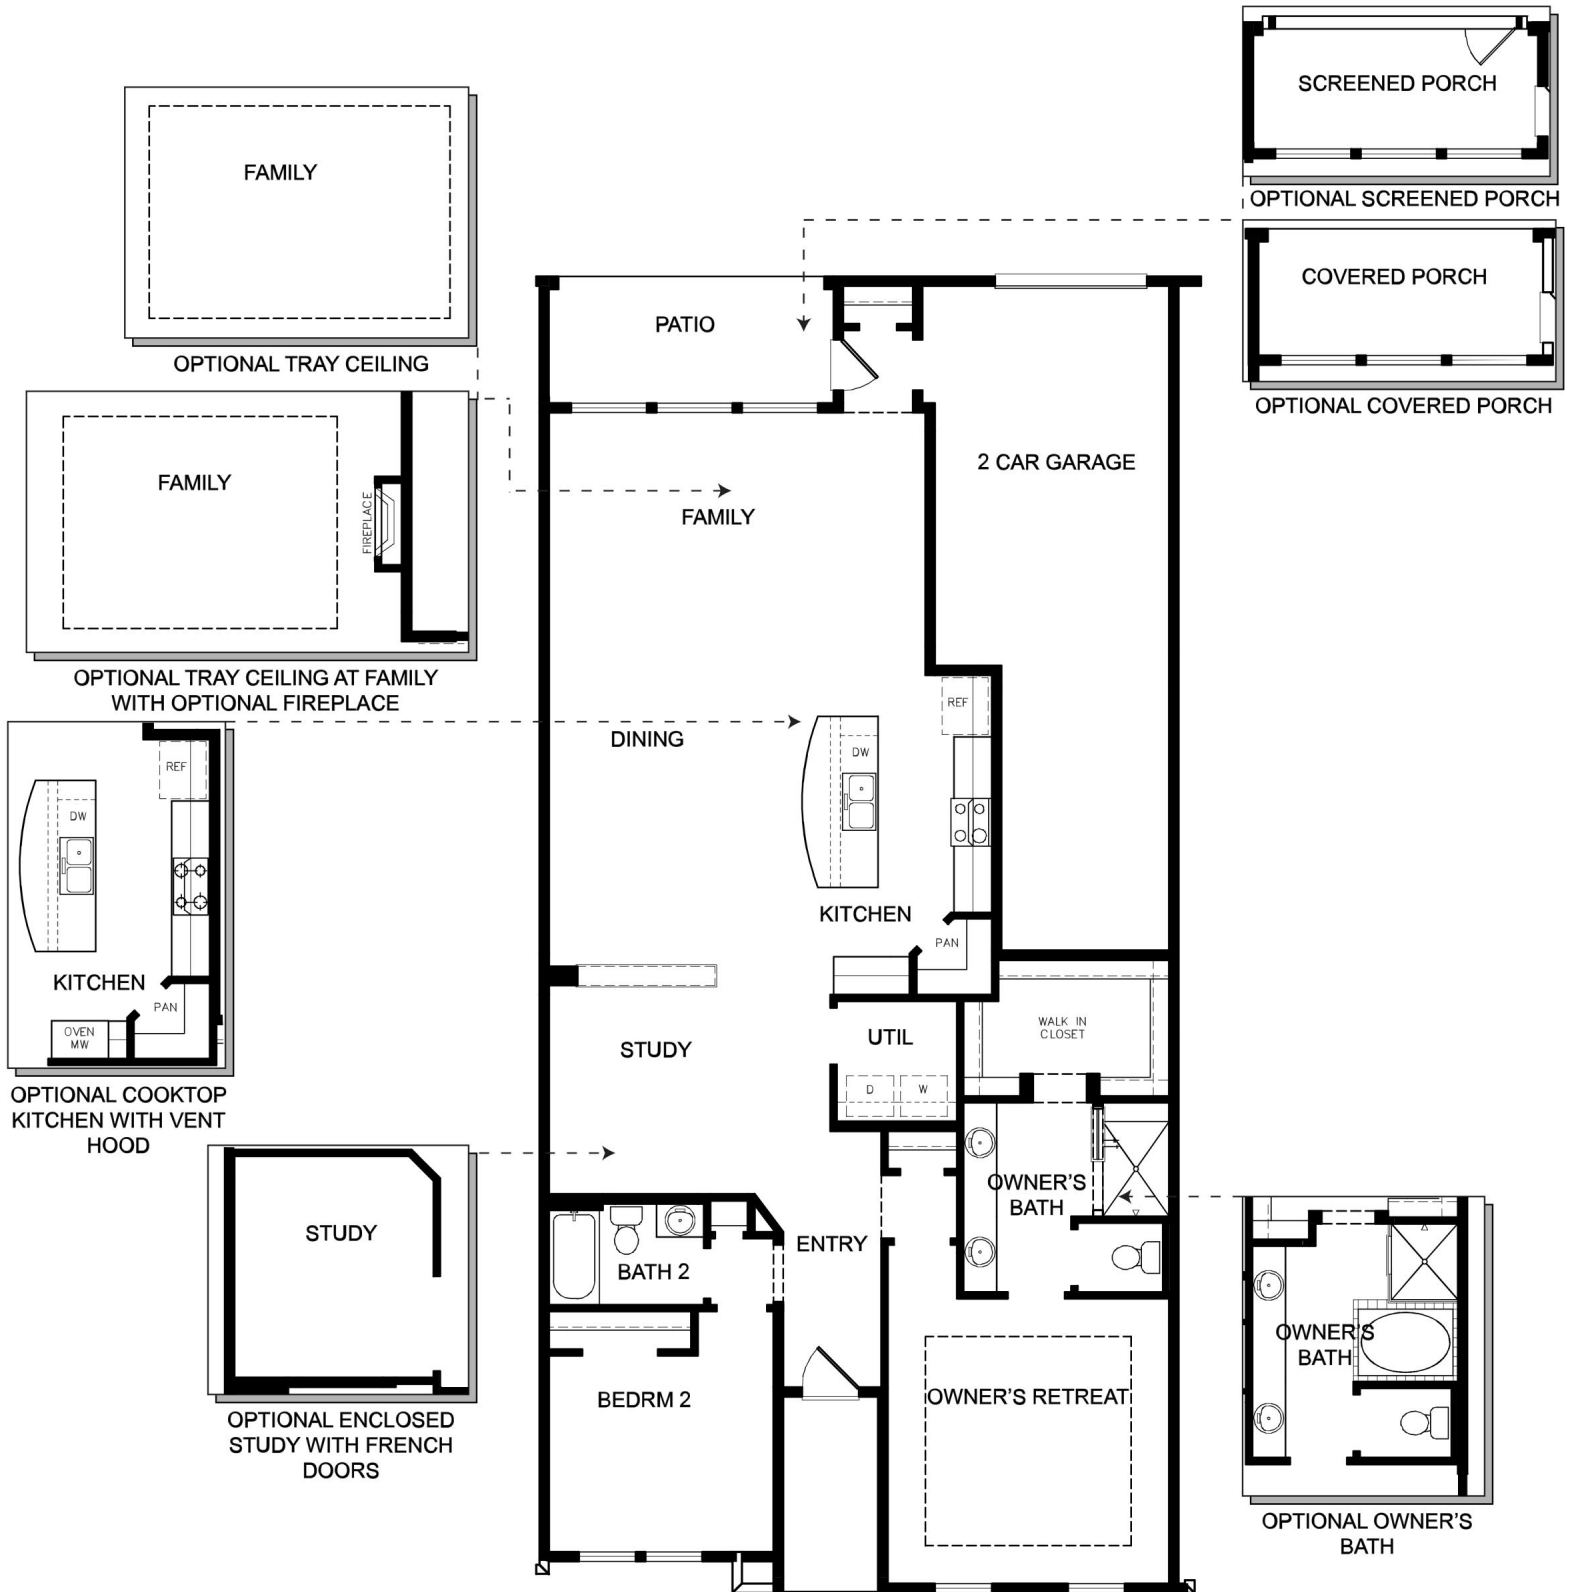 SCREENED PORCH
OPTIONAL SCREENED PORCH
COVERED PORCH
OPTIONAL COVERED PORCH
FAMILY
OPTIONAL TRAY CEILING
FAMILY
FIREPLACE
OPTIONAL TRAY CEILING AT FAMILY
WITH OPTIONAL FIREPLACE
REF
DW
KITCHEN
PAN
OVEN
MW
OPTIONAL COOKTOP
KITCHEN WITH VENT
HOOD
STUDY
OPTIONAL ENCLOSED
STUDY WITH FRENCH
DOORS
PATIO
2 CAR GARAGE
FAMILY
REF
DINING
DW
KITCHEN
PAN
WALK IN
CLOSET
UTIL
STUDY
D
W
OWNER'S
BATH
ENTRY
BATH 2
BEDRM 2
OWNER'S RETREAT
OWNER'S
BATH
OPTIONAL OWNER'S
BATH